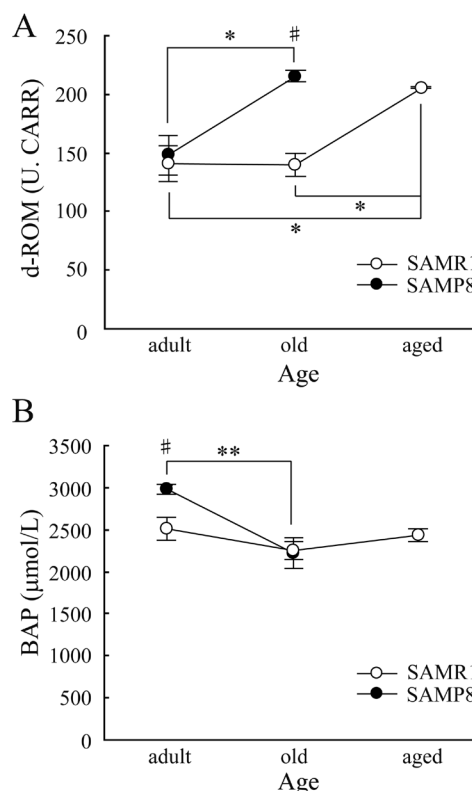 A
250
200
150
100
50
0
d-ROM (U. CARR)
*
#
*
*
SAMR1
SAMP8
adult old aged
Age
B
3500
3000
2500
2000
1500
1000
500
0
BAP (μmol/L)
#
**
SAMR1
SAMP8
adult old aged
Age